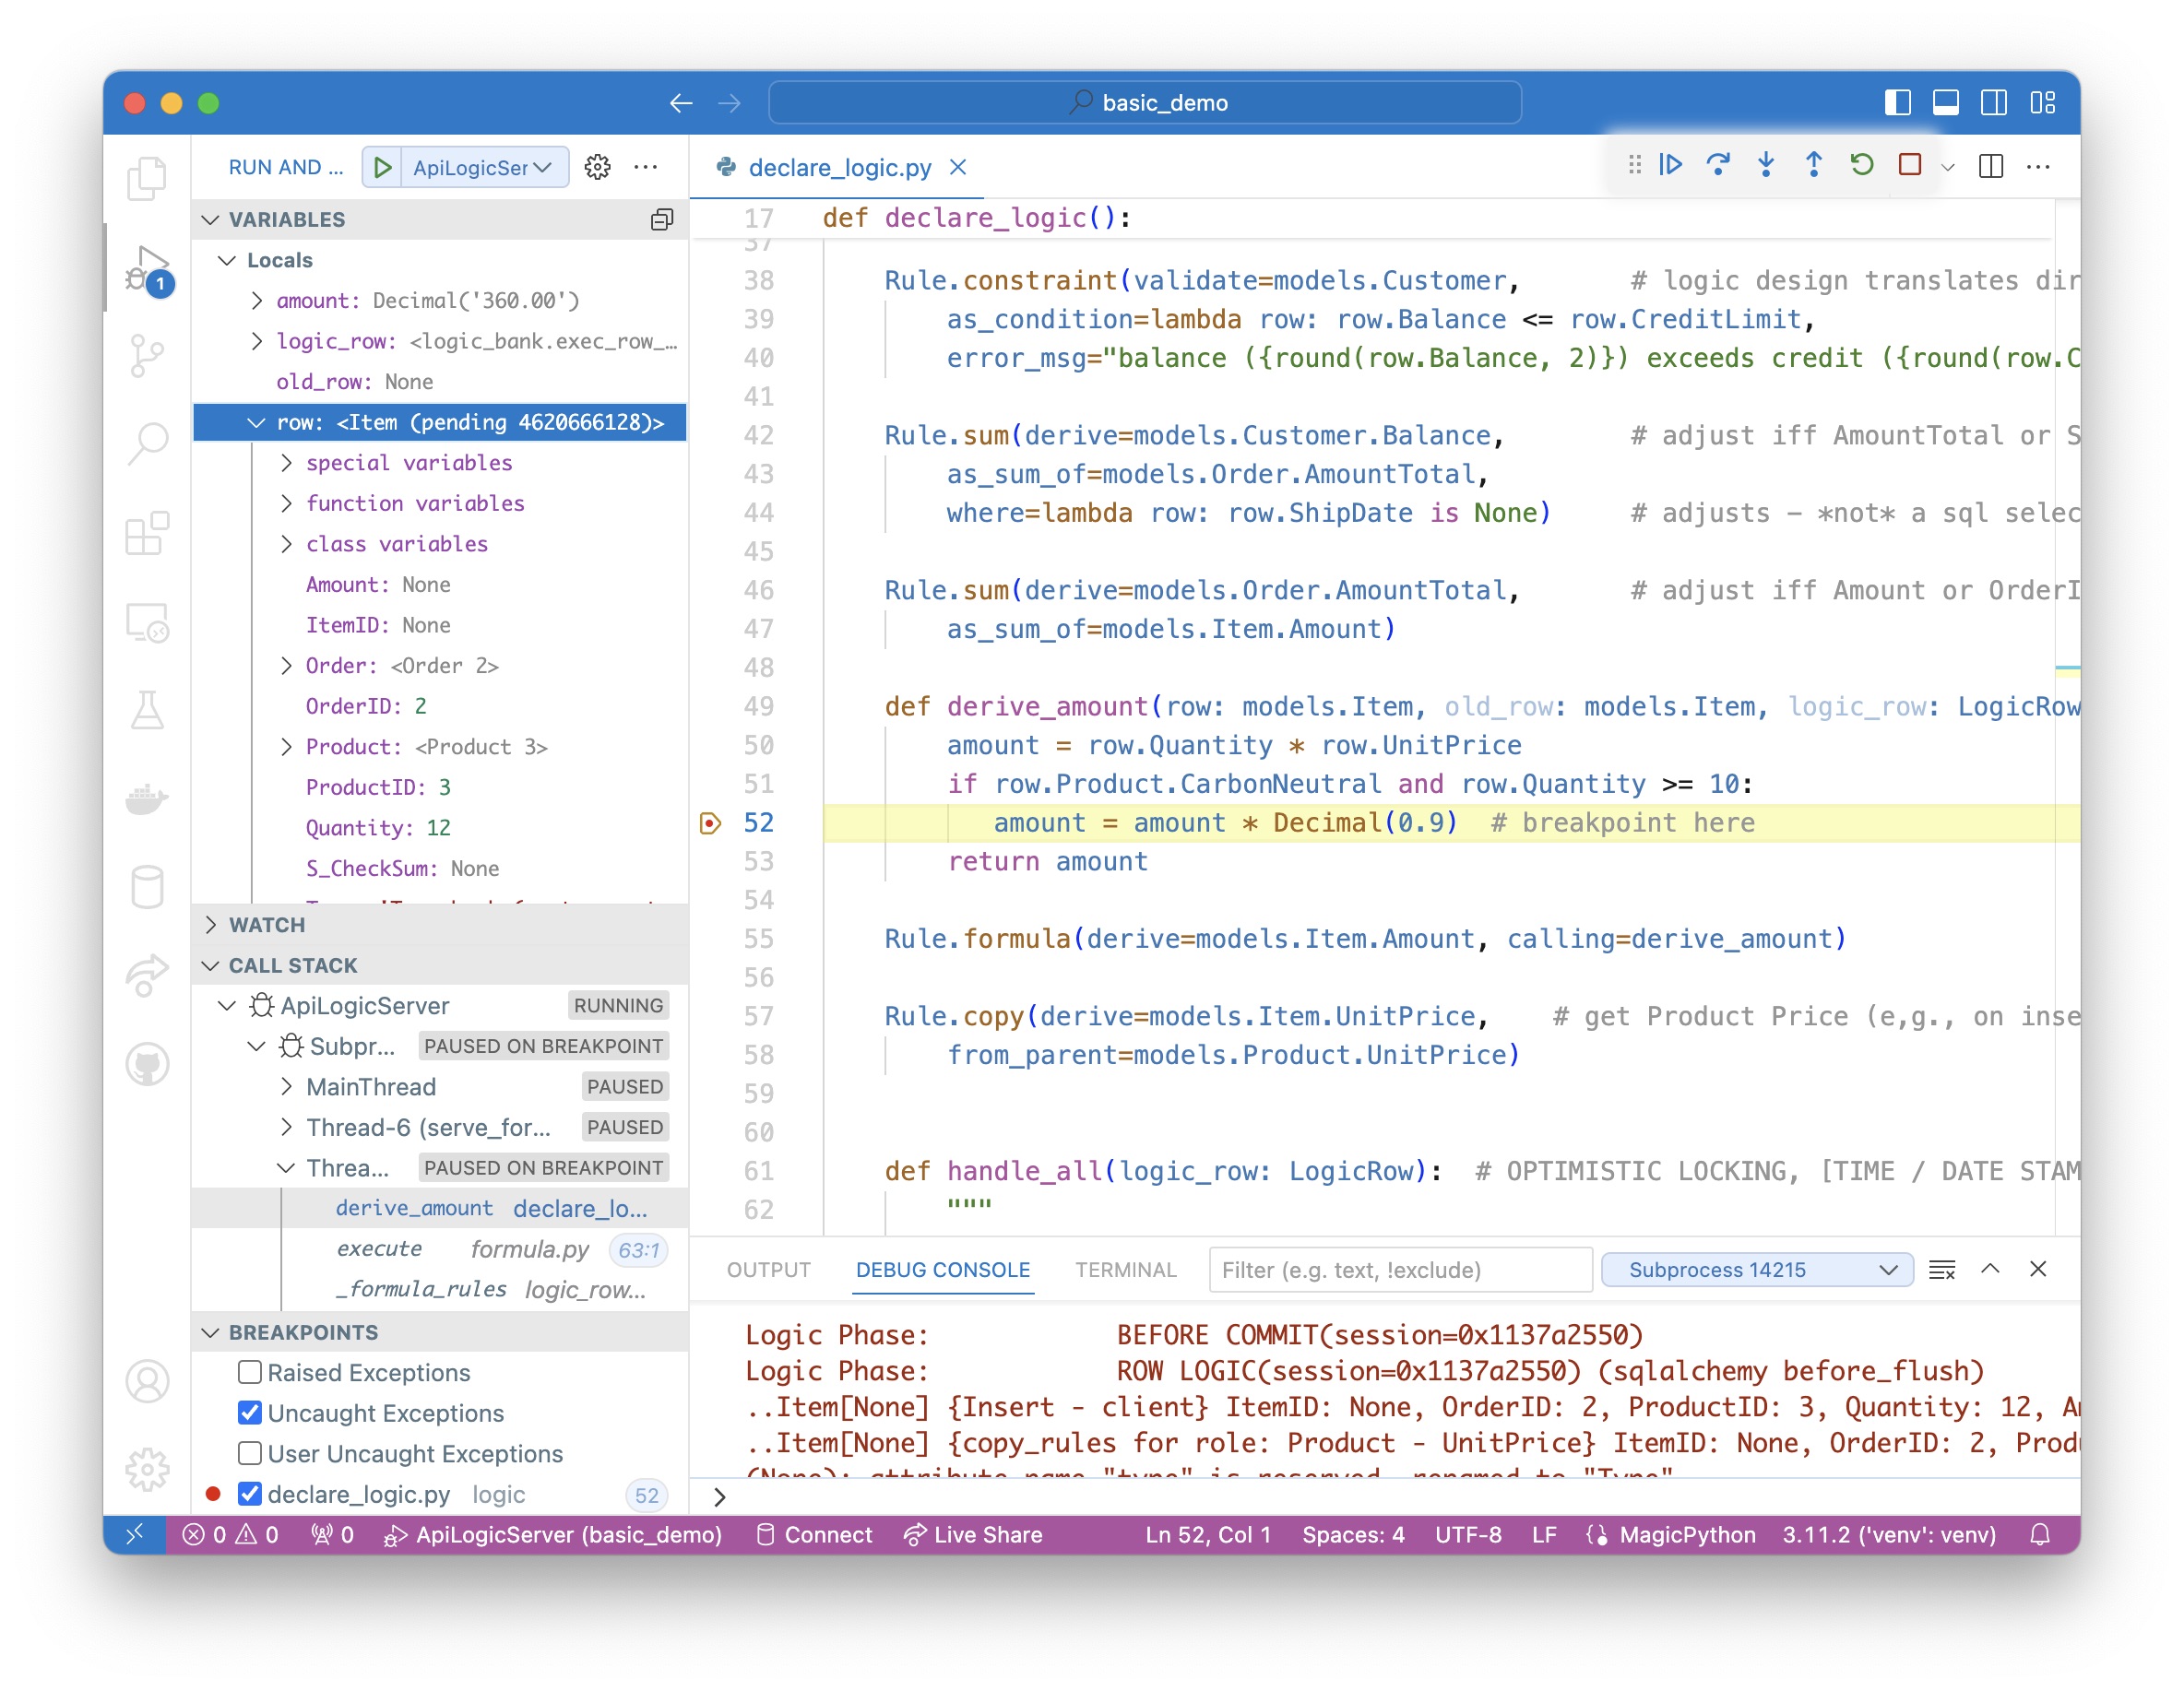 basic_demo
RUN AND ...
ApiLogicSer
VARIABLES
Locals
amount: Decimal('360.00')
logic_row: <logic_bank.exec_row_…
old_row: None
row: <Item (pending 4620666128)>
special variables
function variables
class variables
Amount: None
ItemID: None
Order: <Order 2>
OrderID: 2
Product: <Product 3>
ProductID: 3
Quantity: 12
S_CheckSum: None
WATCH
CALL STACK
ApiLogicServer RUNNING
Subpr... PAUSED ON BREAKPOINT
MainThread PAUSED
Thread-6 (serve_for... PAUSED
Threa... PAUSED ON BREAKPOINT
derive_amount declare_lo...
execute formula.py 63:1
_formula_rules logic_row...
BREAKPOINTS
Raised Exceptions
Uncaught Exceptions
User Uncaught Exceptions
declare_logic.py logic 52
1
declare_logic.py
17 def declare_logic():
37
38 Rule.constraint(validate=models.Customer, # logic design translates dir
39 as_condition=lambda row: row.Balance <= row.CreditLimit,
40 error_msg="balance ({round(row.Balance, 2)}) exceeds credit ({round(row.C
41
42 Rule.sum(derive=models.Customer.Balance, # adjust iff AmountTotal or S
43 as_sum_of=models.Order.AmountTotal,
44 where=lambda row: row.ShipDate is None) # adjusts - *not* a sql selec
45
46 Rule.sum(derive=models.Order.AmountTotal, # adjust iff Amount or OrderI
47 as_sum_of=models.Item.Amount)
48
49 def derive_amount(row: models.Item, old_row: models.Item, logic_row: LogicRow
50 amount = row.Quantity * row.UnitPrice
51 if row.Product.CarbonNeutral and row.Quantity >= 10:
52 amount = amount * Decimal(0.9) # breakpoint here
53 return amount
54
55 Rule.formula(derive=models.Item.Amount, calling=derive_amount)
56
57 Rule.copy(derive=models.Item.UnitPrice, # get Product Price (e,g., on inse
58 from_parent=models.Product.UnitPrice)
59
60
61 def handle_all(logic_row: LogicRow): # OPTIMISTIC LOCKING, [TIME / DATE STAM
62 """
OUTPUT DEBUG CONSOLE TERMINAL Filter (e.g. text, !exclude) Subprocess 14215
Logic Phase: BEFORE COMMIT(session=0x1137a2550)
Logic Phase: ROW LOGIC(session=0x1137a2550) (sqlalchemy before_flush)
..Item[None] {Insert - client} ItemID: None, OrderID: 2, ProductID: 3, Quantity: 12, Am
..Item[None] {copy_rules for role: Product - UnitPrice} ItemID: None, OrderID: 2, Produ
(None): attribute name "type" is reserved, renamed to "Type"
0 0 0 ApiLogicServer (basic_demo) Connect Live Share Ln 52, Col 1 Spaces: 4 UTF-8 LF MagicPython 3.11.2 ('venv': venv)